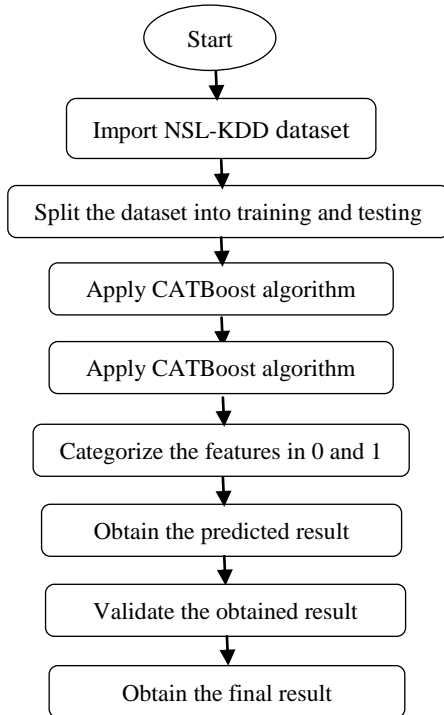 Start
Import NSL-KDD dataset
Split the dataset into training and testing
Apply CATBoost algorithm
Apply CATBoost algorithm
Categorize the features in 0 and 1
Obtain the predicted result
Validate the obtained result
Obtain the final result